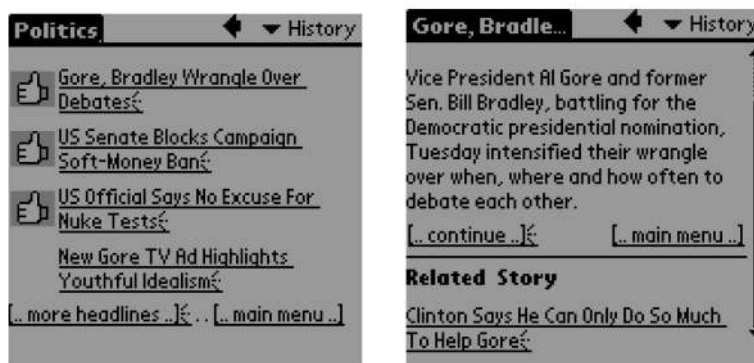 Politics
History
Gore, Bradley Wrangle Over
Debates
US Senate Blocks Campaign
Soft-Money Ban
US Official Says No Excuse For
Nuke Tests
New Gore TV Ad Highlights
Youthful Idealism
[.. more headlines ..] . . [.. main menu ..]
Gore, Bradle...
History
Vice President Al Gore and former
Sen. Bill Bradley, battling for the
Democratic presidential nomination,
Tuesday intensified their wrangle
over when, where and how often to
debate each other.
[.. continue ..] [.. main menu ..]
Related Story
Clinton Says He Can Only Do So Much
To Help Gore